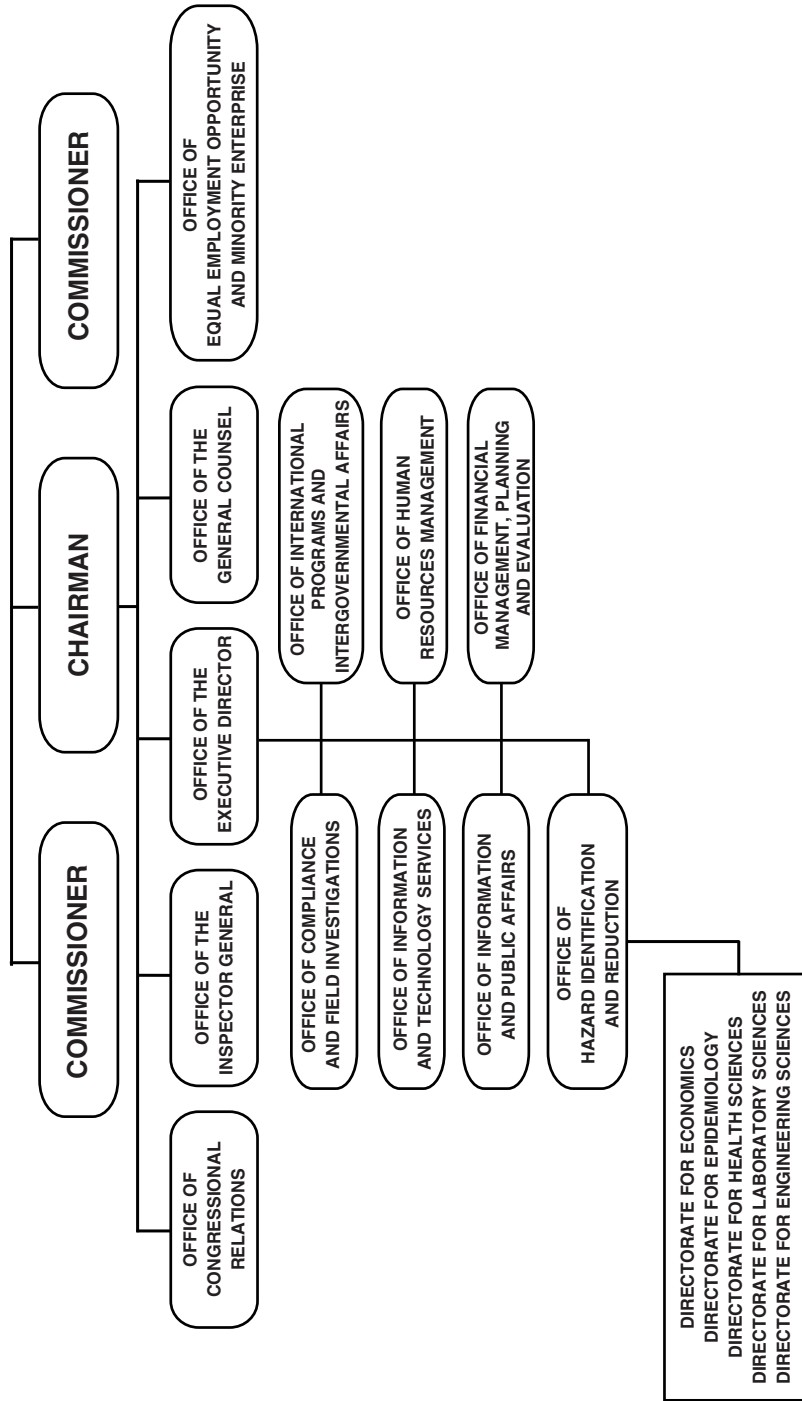 COMMISSIONER
CHAIRMAN
COMMISSIONER
OFFICE OF
CONGRESSIONAL
RELATIONS
OFFICE OF THE
INSPECTOR GENERAL
OFFICE OF THE
EXECUTIVE DIRECTOR
OFFICE OF THE
GENERAL COUNSEL
OFFICE OF
EQUAL EMPLOYMENT OPPORTUNITY
AND MINORITY ENTERPRISE
OFFICE OF COMPLIANCE
AND FIELD INVESTIGATIONS
OFFICE OF INTERNATIONAL
PROGRAMS AND
INTERGOVERNMENTAL AFFAIRS
OFFICE OF INFORMATION
AND TECHNOLOGY SERVICES
OFFICE OF HUMAN
RESOURCES MANAGEMENT
OFFICE OF INFORMATION
AND PUBLIC AFFAIRS
OFFICE OF FINANCIAL
MANAGEMENT, PLANNING
AND EVALUATION
OFFICE OF
HAZARD IDENTIFICATION
AND REDUCTION
DIRECTORATE FOR ECONOMICS
DIRECTORATE FOR EPIDEMIOLOGY
DIRECTORATE FOR HEALTH SCIENCES
DIRECTORATE FOR LABORATORY SCIENCES
DIRECTORATE FOR ENGINEERING SCIENCES